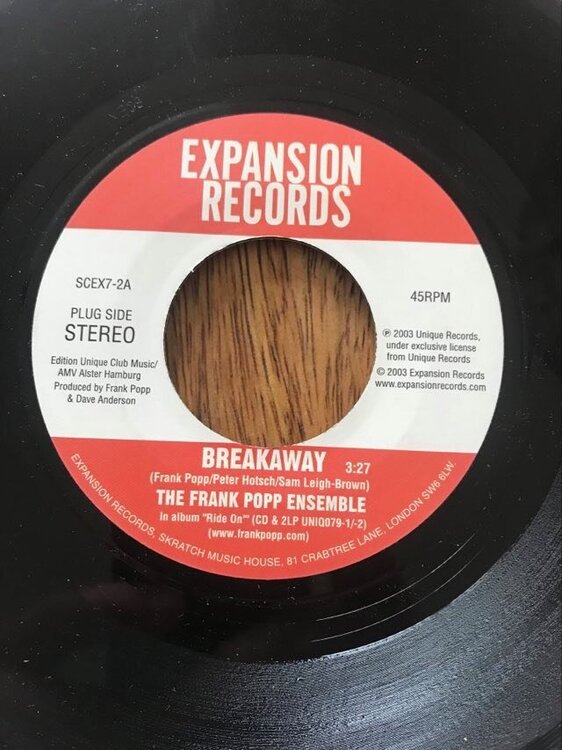 EXPANSION
RECORDS
SCEX7-2A
PLUG SIDE
STEREO
Edition Unique Club Music/
AMV Alster Hamburg
Produced by Frank Popp
& Dave Anderson
45RPM
℗ 2003 Unique Records,
under exclusive license
from Unique Records
© 2003 Expansion Records
www.expansionrecords.com
BREAKAWAY 3:27
(Frank Popp/Peter Hotsch/Sam Leigh-Brown)
THE FRANK POPP ENSEMBLE
In album "Ride On"" (CD & 2LP UNIQ079-1/-2)
(www.frankpopp.com)
EXPANSION RECORDS, SKRATCH MUSIC HOUSE, 81 CRABTREE LANE, LONDON SW6 6LW.